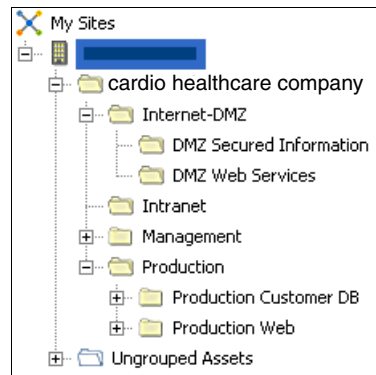 My Sites
cardio healthcare company
Internet-DMZ
DMZ Secured Information
DMZ Web Services
Intranet
Management
Production
Production Customer DB
Production Web
Ungrouped Assets